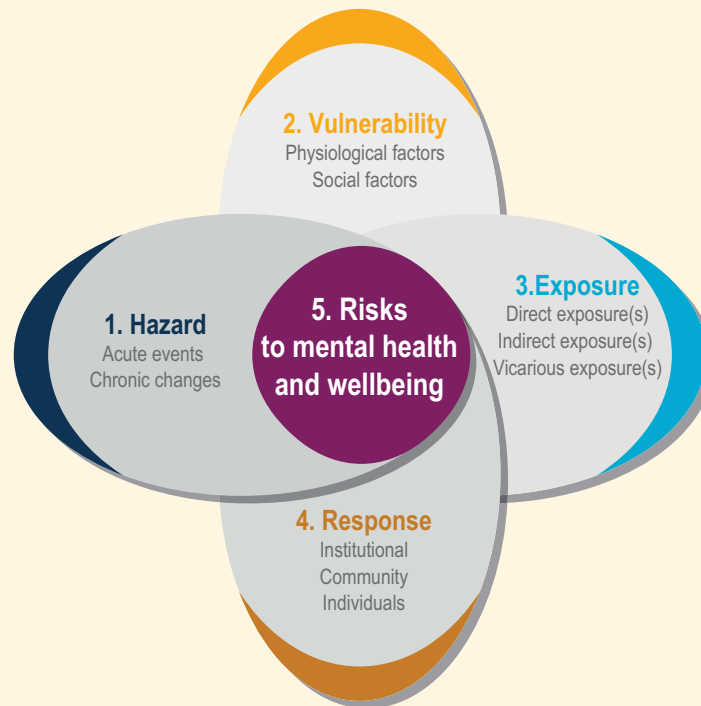 2. Vulnerability
Physiological factors
Social factors
1. Hazard
Acute events
Chronic changes
5. Risks
to mental health
and wellbeing
3.Exposure
Direct exposure(s)
Indirect exposure(s)
Vicarious exposure(s)
4. Response
Institutional
Community
Individuals